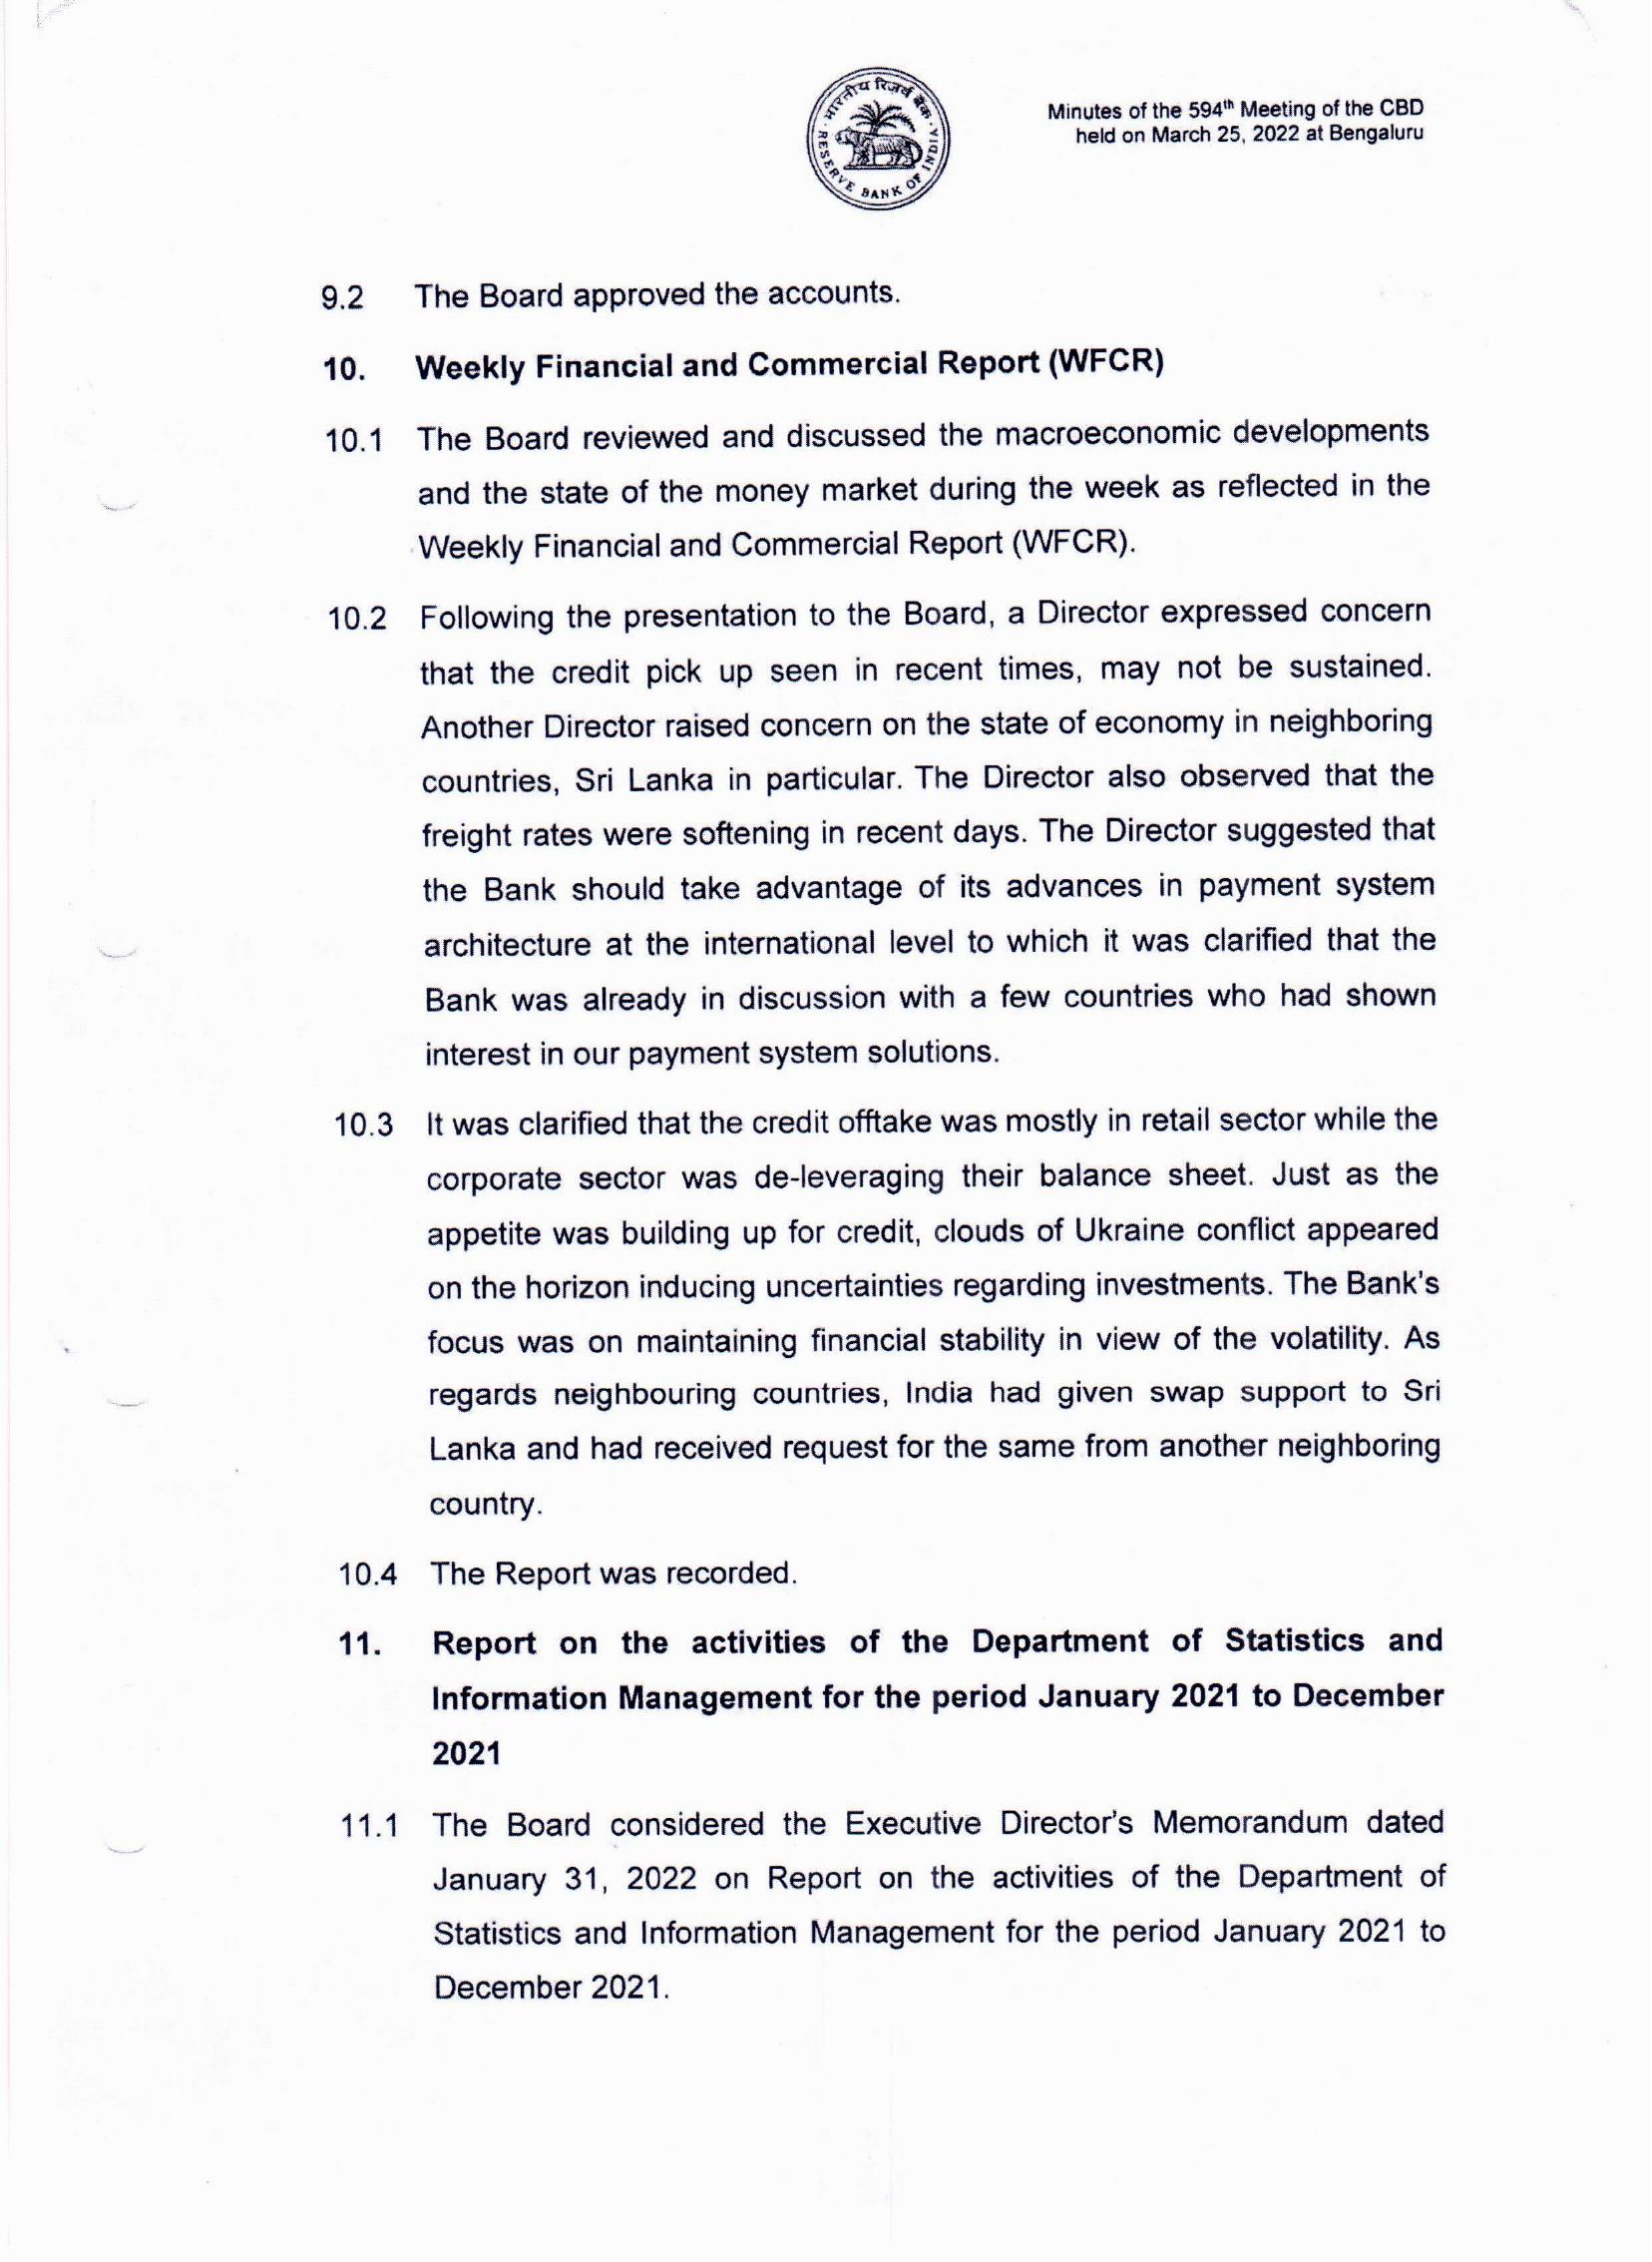 भारतीय रिज़र्व बैंक
RESERVE BANK OF INDIA
Minutes of the 594th Meeting of the CBD
held on March 25, 2022 at Bengaluru
9.2 The Board approved the accounts.
10. Weekly Financial and Commercial Report (WFCR)
10.1 The Board reviewed and discussed the macroeconomic developments
and the state of the money market during the week as reflected in the
Weekly Financial and Commercial Report (WFCR).
10.2 Following the presentation to the Board, a Director expressed concern
that the credit pick up seen in recent times, may not be sustained.
Another Director raised concern on the state of economy in neighboring
countries, Sri Lanka in particular. The Director also observed that the
freight rates were softening in recent days. The Director suggested that
the Bank should take advantage of its advances in payment system
architecture at the international level to which it was clarified that the
Bank was already in discussion with a few countries who had shown
interest in our payment system solutions.
10.3 It was clarified that the credit offtake was mostly in retail sector while the
corporate sector was de-leveraging their balance sheet. Just as the
appetite was building up for credit, clouds of Ukraine conflict appeared
on the horizon inducing uncertainties regarding investments. The Bank's
focus was on maintaining financial stability in view of the volatility. As
regards neighbouring countries, India had given swap support to Sri
Lanka and had received request for the same from another neighboring
country.
10.4 The Report was recorded.
11. Report on the activities of the Department of Statistics and
Information Management for the period January 2021 to December
2021
11.1 The Board considered the Executive Director's Memorandum dated
January 31, 2022 on Report on the activities of the Department of
Statistics and Information Management for the period January 2021 to
December 2021.